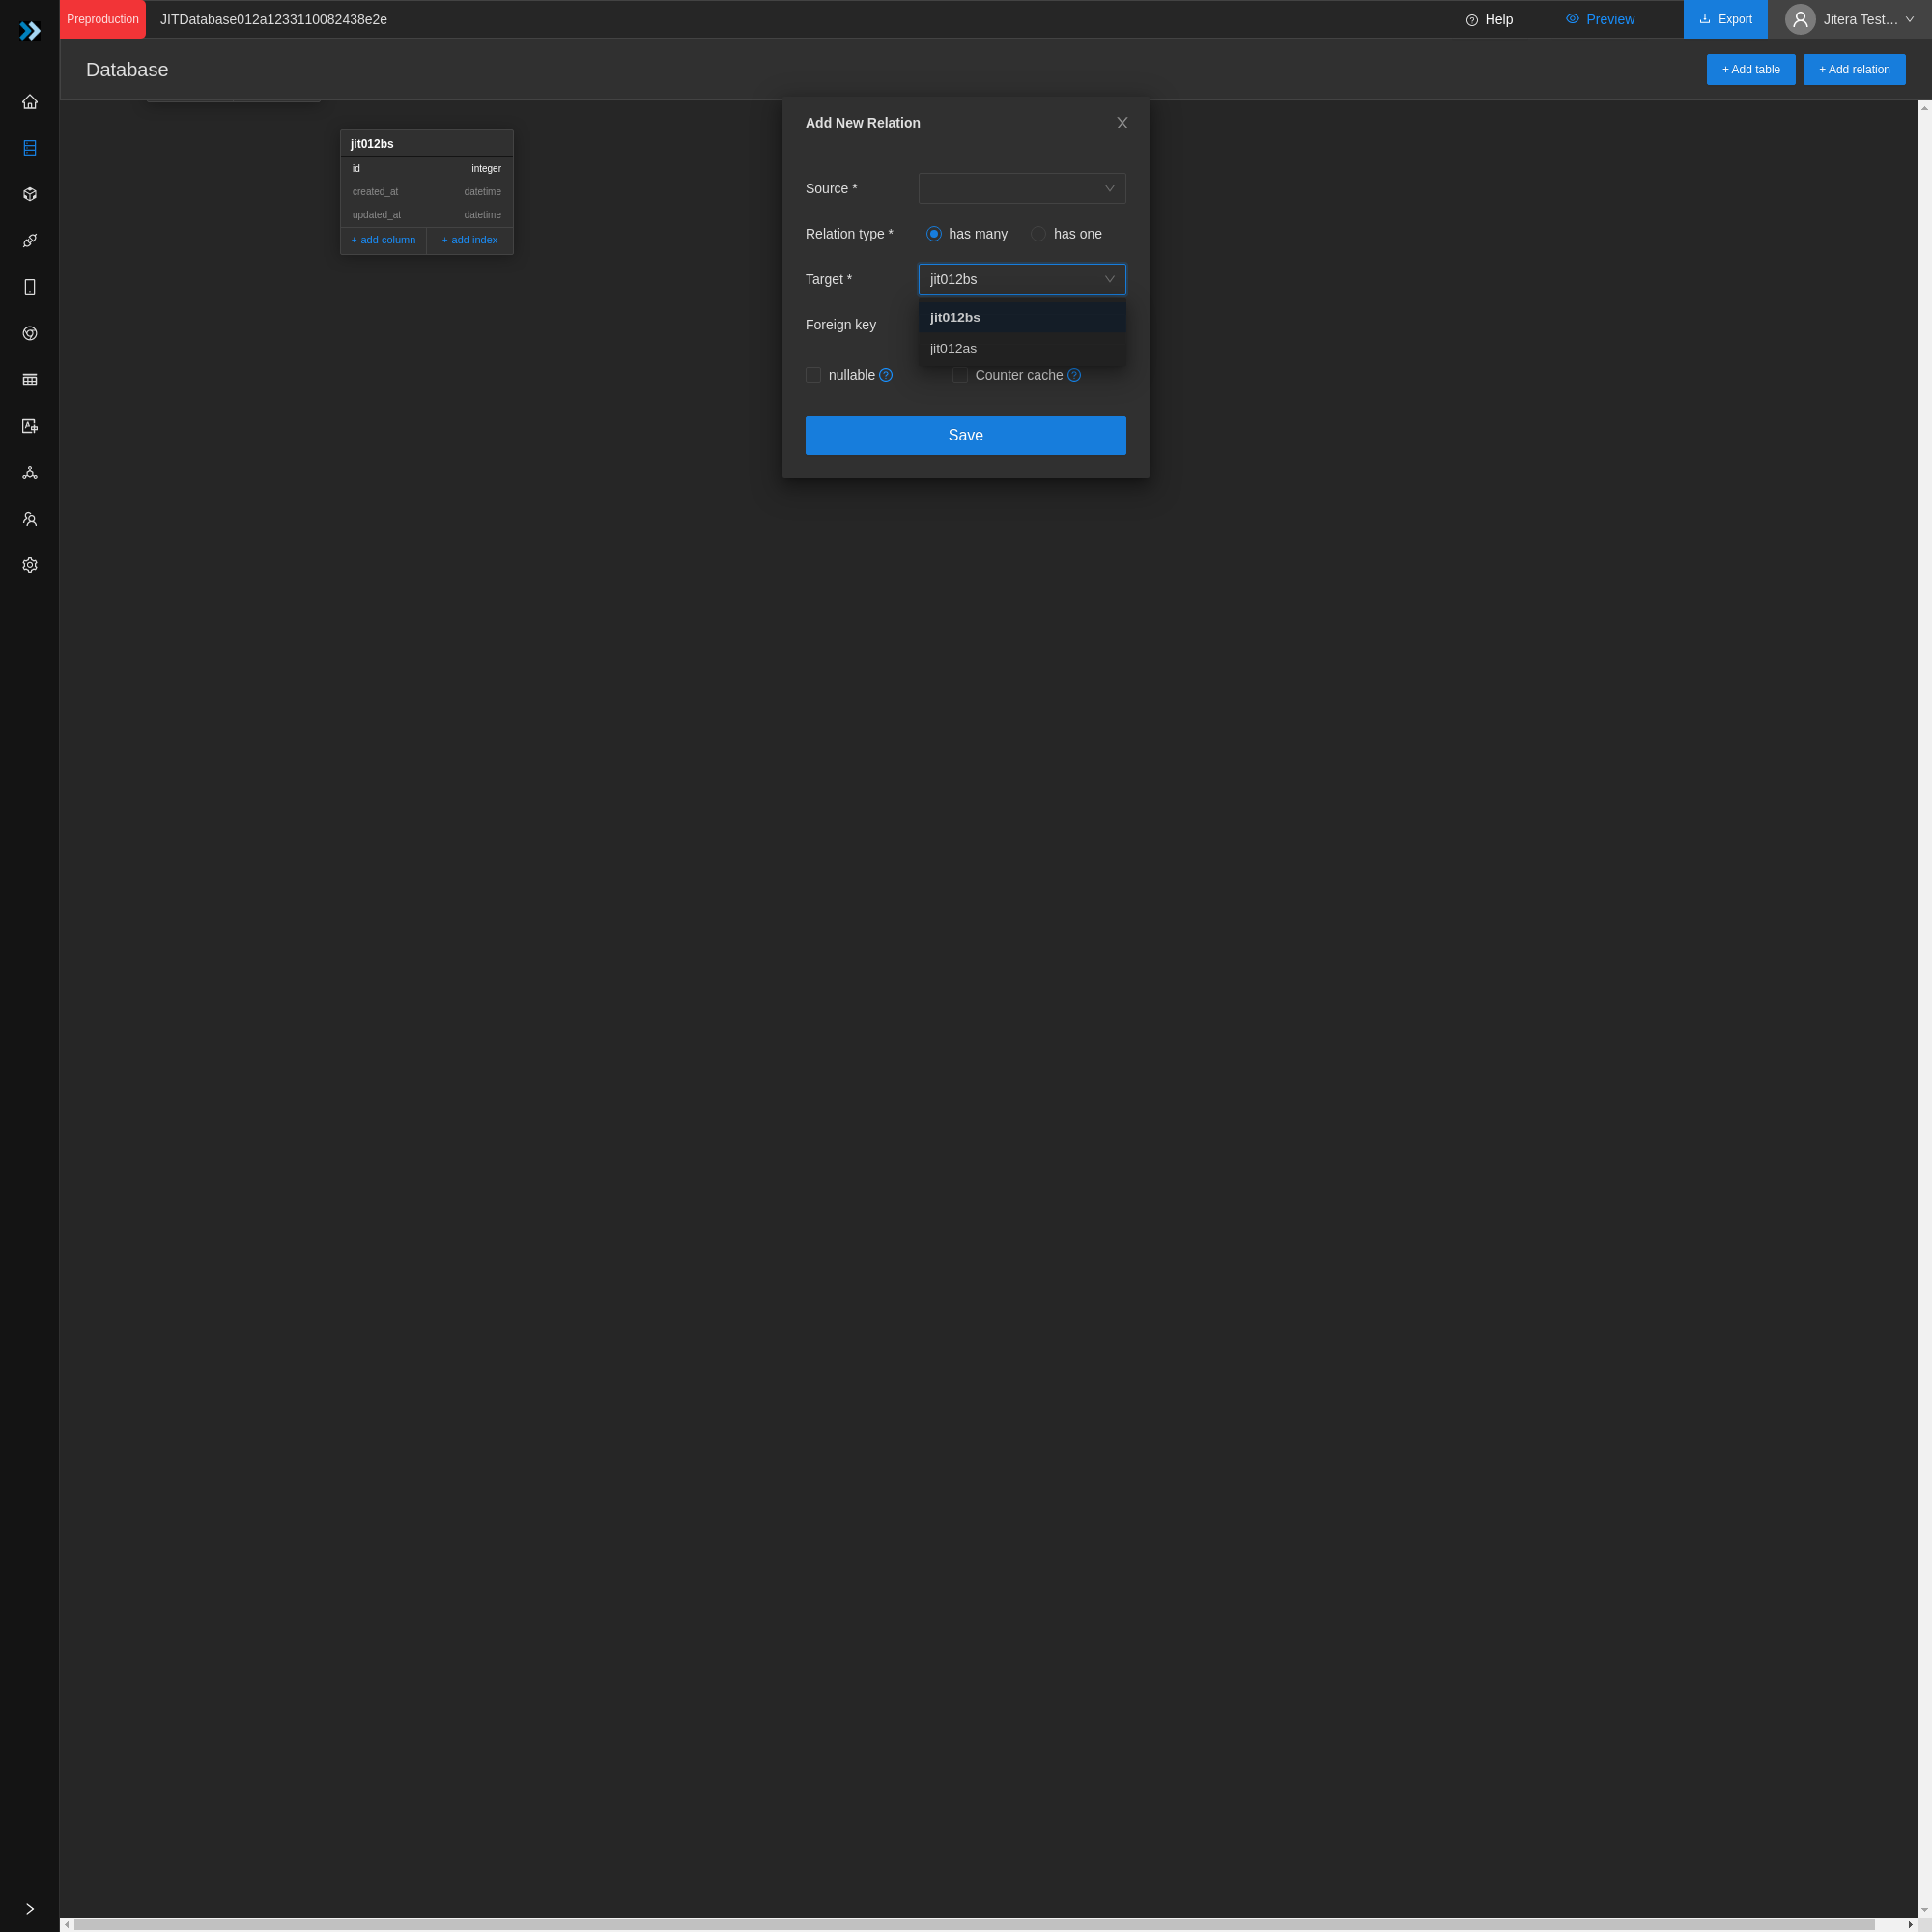 Preproduction
JITDatabase012a1233110082438e2e
Help
Preview
Export
Jitera Test…
Database
+ Add table
+ Add relation
jit012bs
id integer
created_at datetime
updated_at datetime
+ add column + add index
Add New Relation
Source *
Relation type * has many has one
Target * jit012bs
jit012bs
Foreign key
jit012as
nullable Counter cache
Save